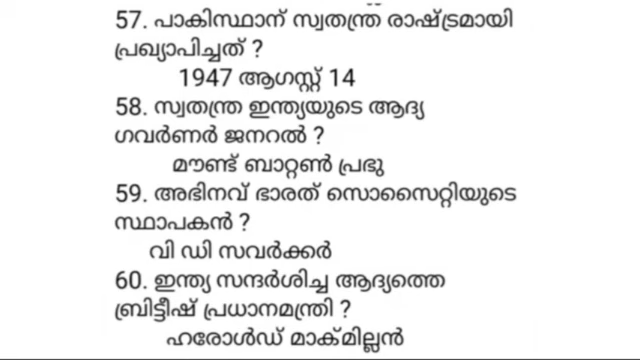 57. പാകിസ്ഥാന് സ്വതന്ത്ര രാഷ്ട്രമായി
പ്രഖ്യാപിച്ചത് ?
1947 ആഗസ്റ്റ് 14
58. സ്വതന്ത്ര ഇന്ത്യയുടെ ആദ്യ
ഗവർണർ ജനറൽ ?
മൗണ്ട് ബാറ്റൺ പ്രഭു
59. അഭിനവ് ഭാരത് സൊസൈറ്റിയുടെ
സ്ഥാപകൻ ?
വി ഡി സവർക്കർ
60. ഇന്ത്യ സന്ദർശിച്ച ആദ്യത്തെ
ബ്രിട്ടീഷ് പ്രധാനമന്ത്രി ?
ഹരോൾഡ് മാക്മില്ലൻ